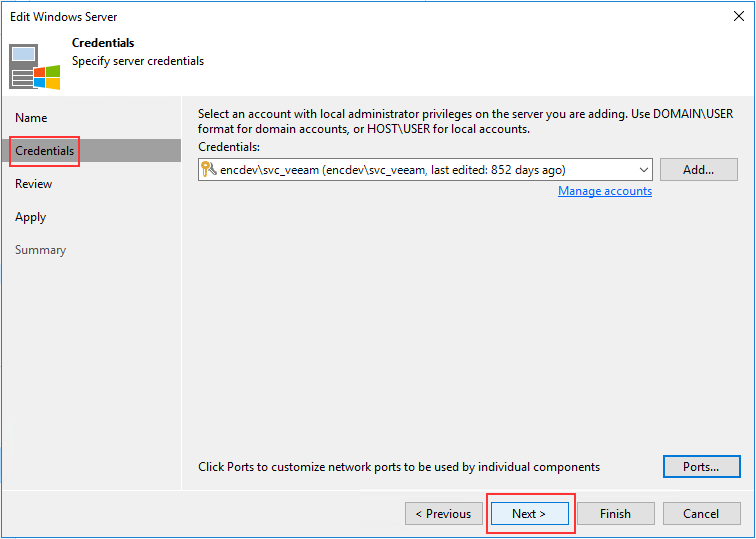 Edit Windows Server
Credentials
Specify server credentials
Name
Credentials
Review
Apply
Summary
Select an account with local administrator privileges on the server you are adding. Use DOMAIN\USER
format for domain accounts, or HOST\USER for local accounts.
Credentials:
encdev\svc_veeam (encdev\svc_veeam, last edited: 852 days ago)
Add...
Manage accounts
Click Ports to customize network ports to be used by individual components
Ports...
< Previous
Next >
Finish
Cancel